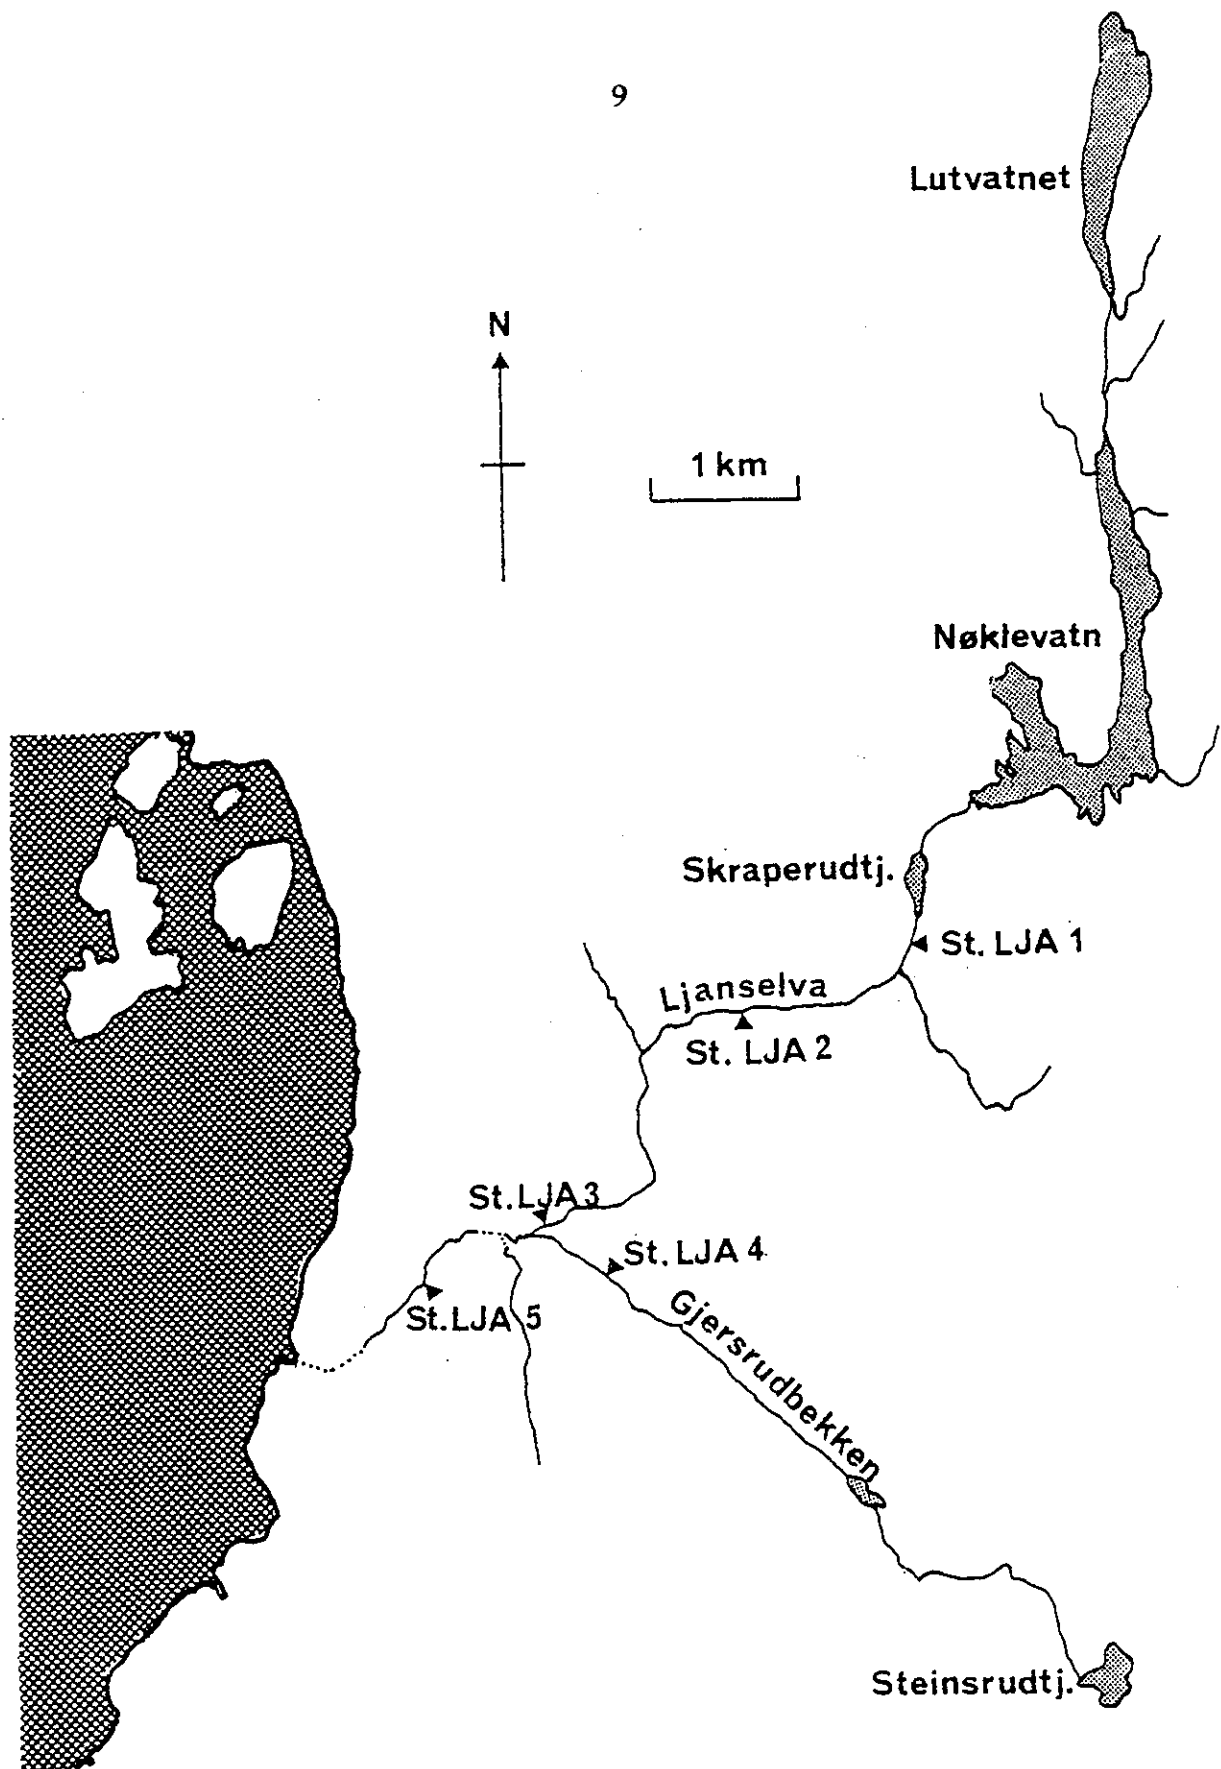 9
Lutvatnet
N
1 km
Nøklevatn
Skraperudtj.
St. LJA 1
Ljanselva
St. LJA 2
St. LJA 3
St. LJA 4
St. LJA 5
Gjersrudbekken
Steinsrudtj.